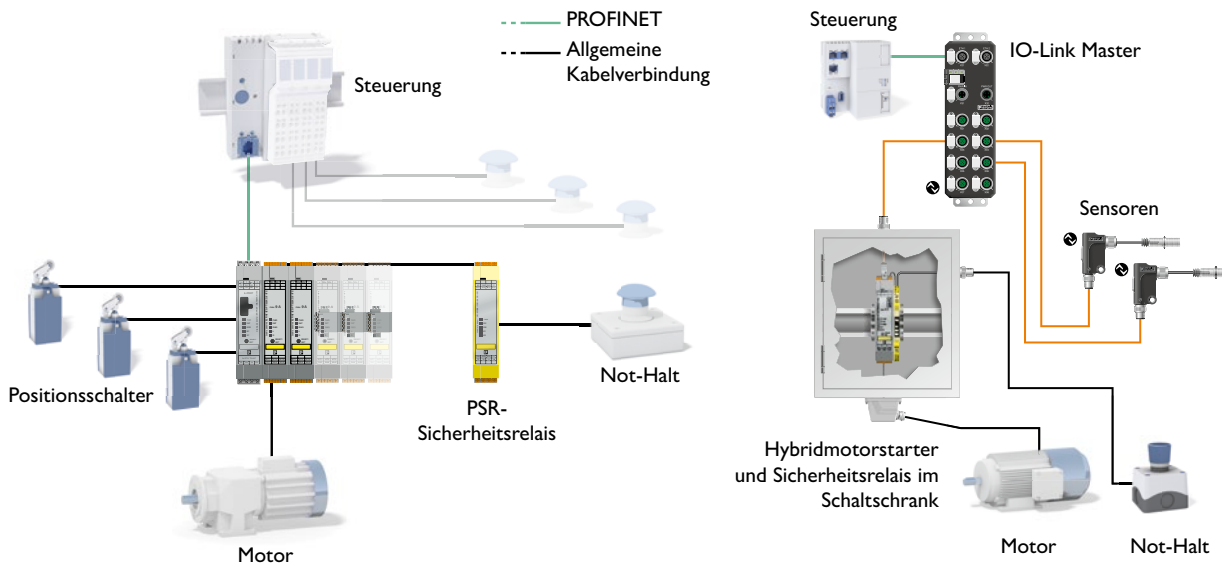 PROFINET
Allgemeine
Kabelverbindung
Steuerung
Positionsschalter
Motor
PSR-
Sicherheitsrelais
Not-Halt
Steuerung
IO-Link Master
Sensoren
Hybridmotorstarter
und Sicherheitsrelais im
Schaltschrank
Motor
Not-Halt